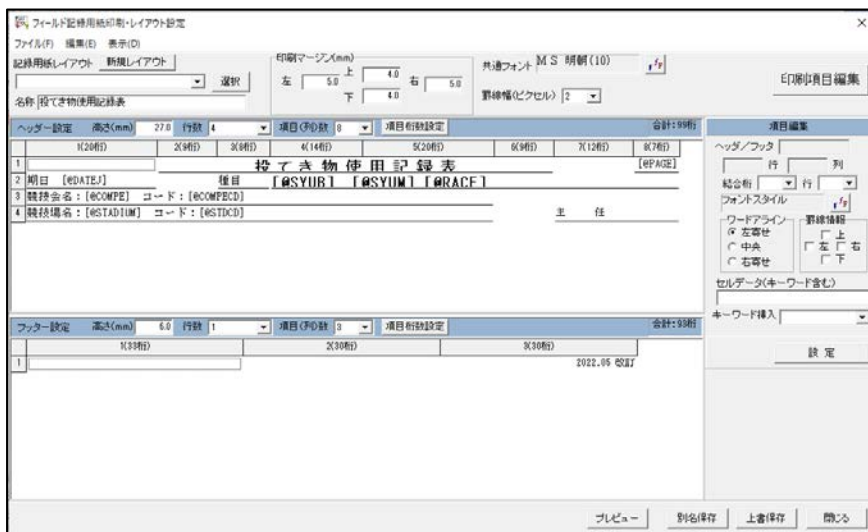 フィールド記録用紙印刷・レイアウト設定
ファイル(F) 編集(E) 表示(D)
記録用紙レイアウト 新規レイアウト
選択
名称 投てき物使用記録表
印刷マージン(mm)
左 5.0 上 4.0 右 5.0
下 4.0
共通フォント MS 明朝(10)
罫線幅(ピクセル) 2
印刷項目編集
ヘッダー設定 高さ(mm) 27.0 行数 4 項目(列)数 8 項目桁数設定 合計:99桁
1(20桁) 2(9桁) 3(8桁) 4(14桁) 5(20桁) 6(9桁) 7(12桁) 8(7桁)
1 投てき物使用記録表 [@PAGE]
2 期日 [@DATEJ] 種目 [@SYUB] [@SYUM] [@RACE]
3 競技会名:[@COMPE] コード:[@COMPECD]
4 競技場名:[@STADIUM] コード:[@STDCD] 主 任
フッター設定 高さ(mm) 6.0 行数 1 項目(列)数 3 項目桁数設定 合計:93桁
1(33桁) 2(30桁) 3(30桁)
1 2022.05 改訂
項目編集
ヘッダ/フッタ
行 列
結合桁 行
フォントスタイル
ワードアライン 罫線情報
左寄せ 上
中央 左 右
右寄せ 下
セルデータ(キーワード含む)
キーワード挿入
設 定
プレビュー 別名保存 上書保存 閉じる